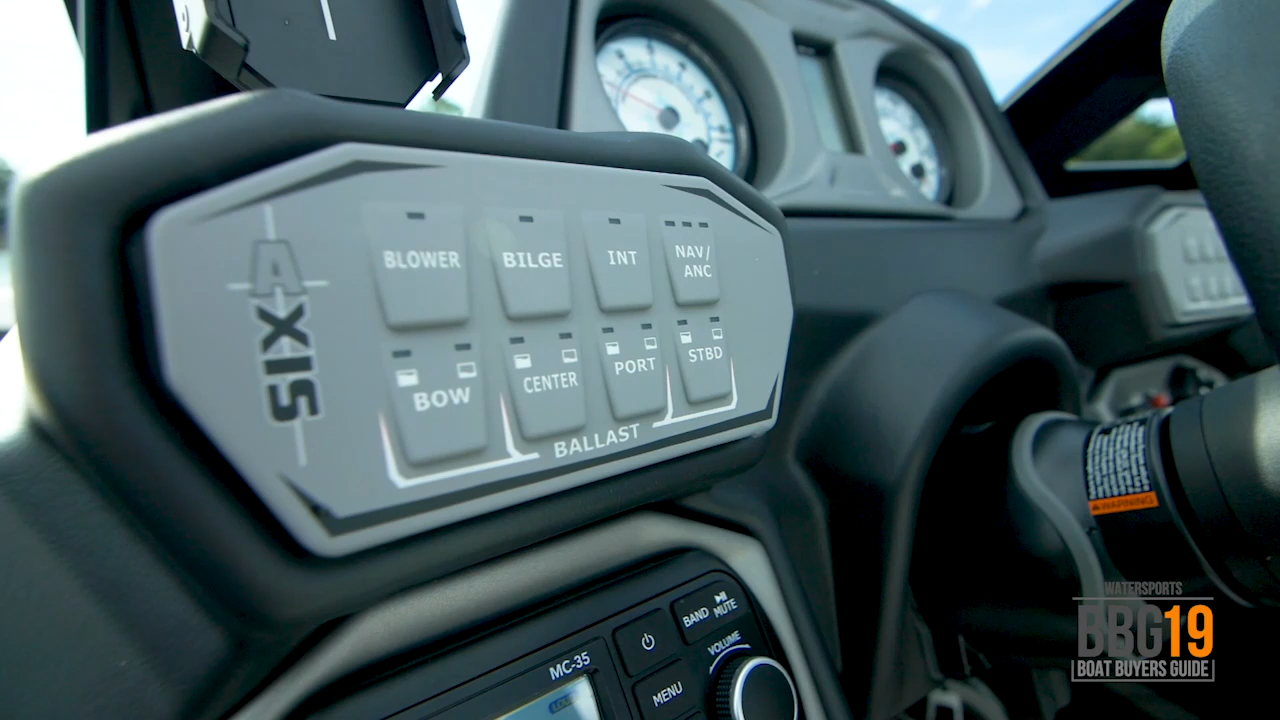 A
SIX
BLOWER
BILGE
INT
NAV/
ANC
BOW
CENTER
PORT
STBD
BALLAST
MC-35
BAND
MUTE
VOLUME
MENU
WARNING
WATERSPORTS
BBG19
BOAT BUYERS GUIDE